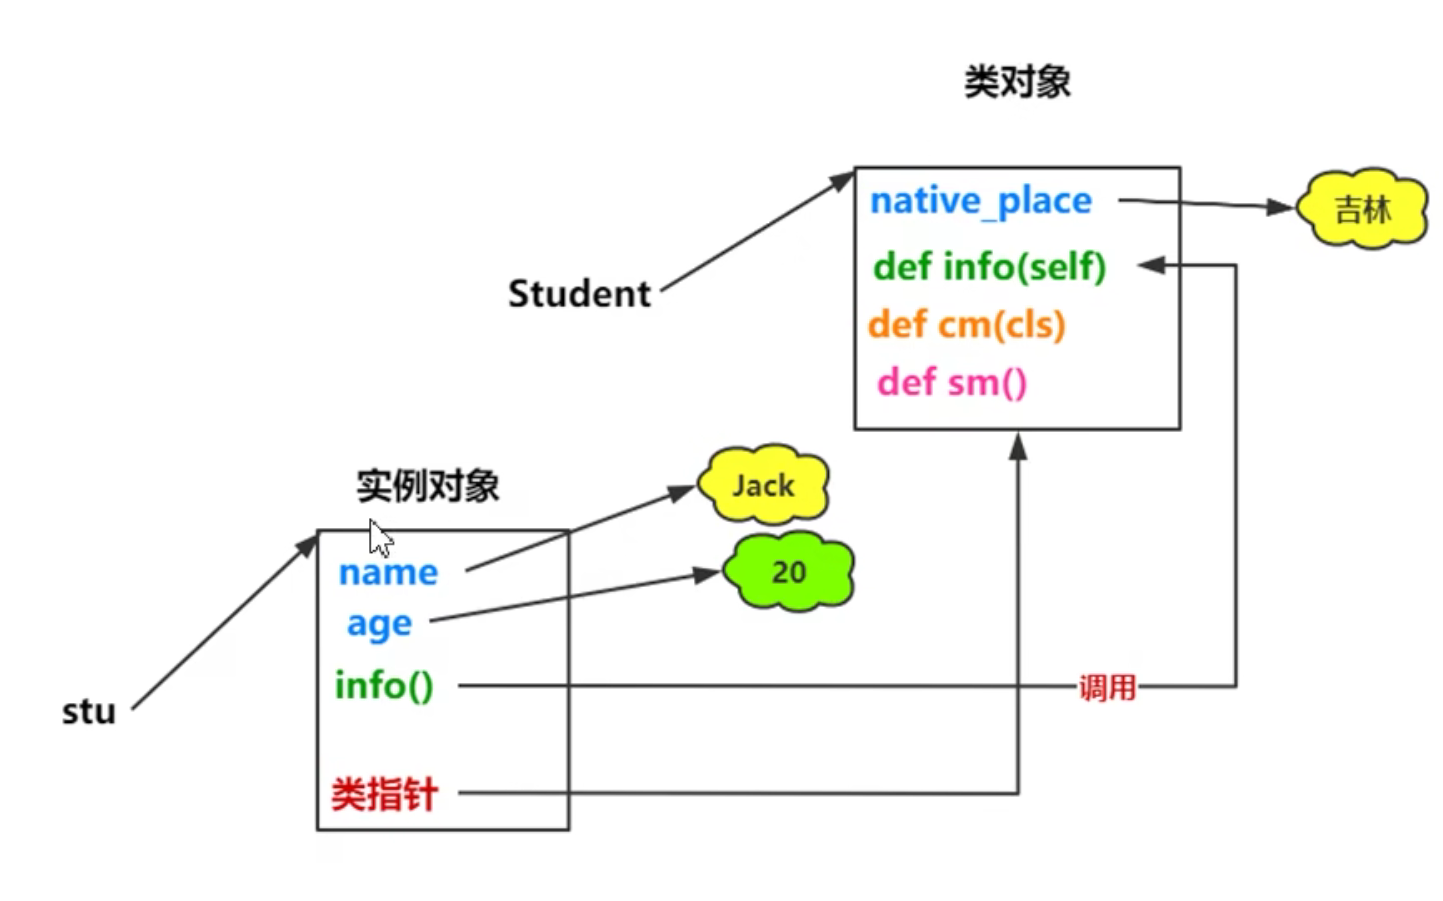 类对象
native_place
吉林
def info(self)
Student
def cm(cls)
def sm()
实例对象
Jack
name
20
age
info()
调用
stu
类指针